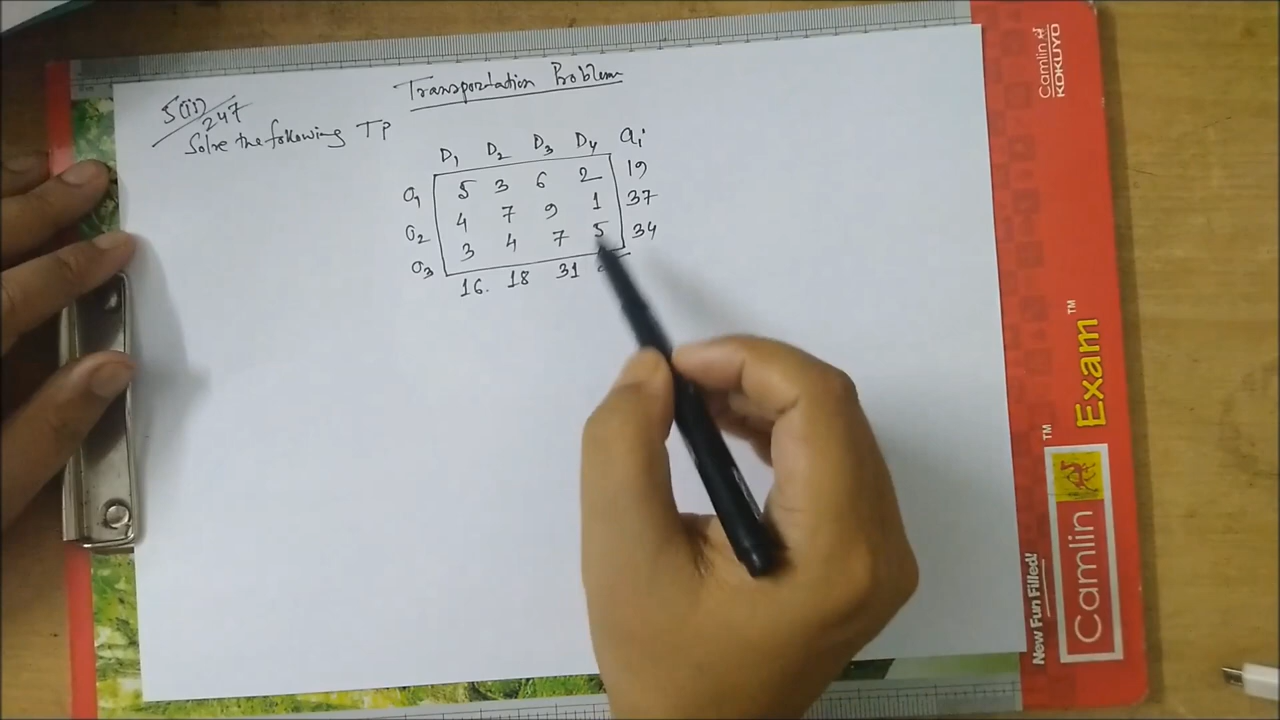 Transportation Problem
5(ii)/247
Solve the following TP
D1 D2 D3 D4 ai
O1 5 3 6 2 19
O2 4 7 9 1 37
O3 3 4 7 5 34
16. 18 31
Camlin
KOKUYO
Exam™
TM
Camlin
New Fun Filled!